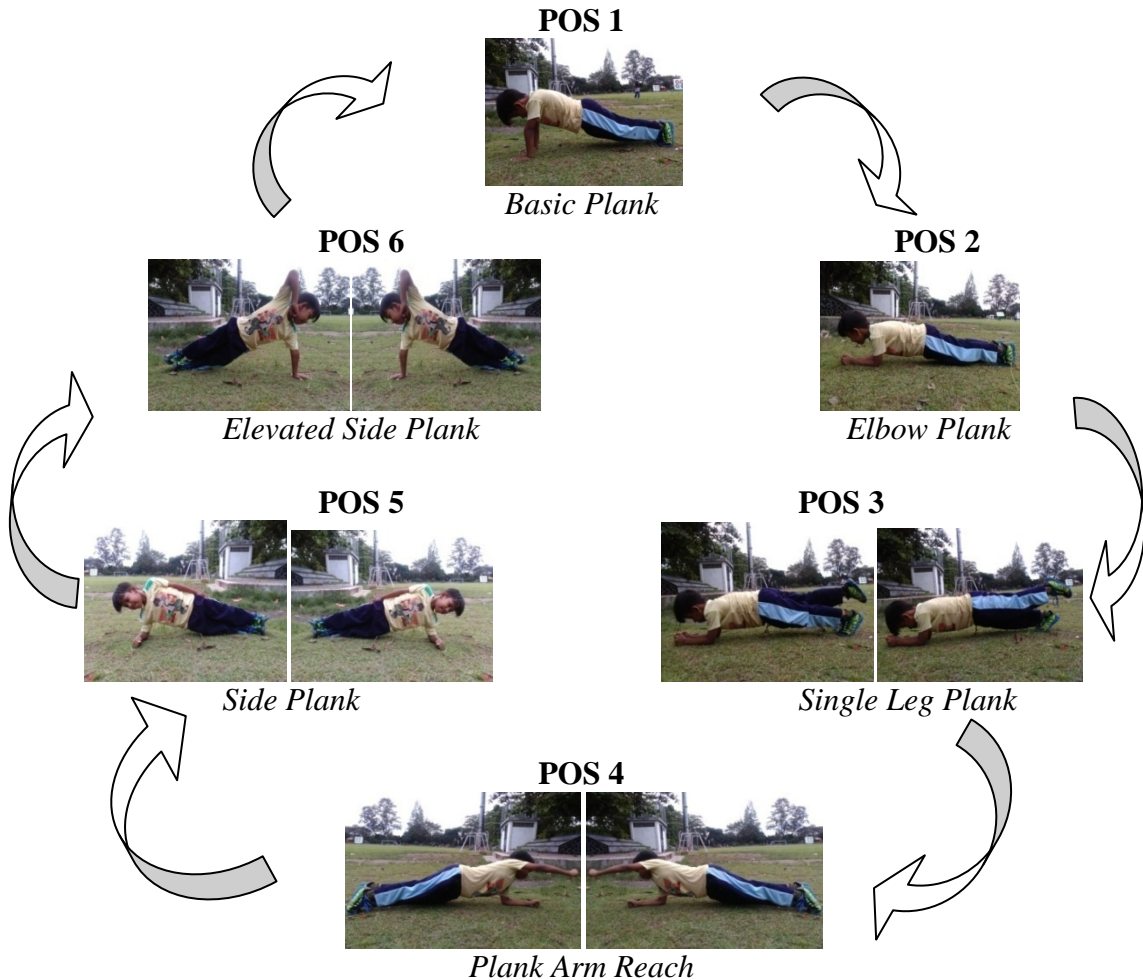 POS 1
Basic Plank
POS 6
POS 2
Elevated Side Plank
Elbow Plank
POS 5
POS 3
Side Plank
Single Leg Plank
POS 4
Plank Arm Reach